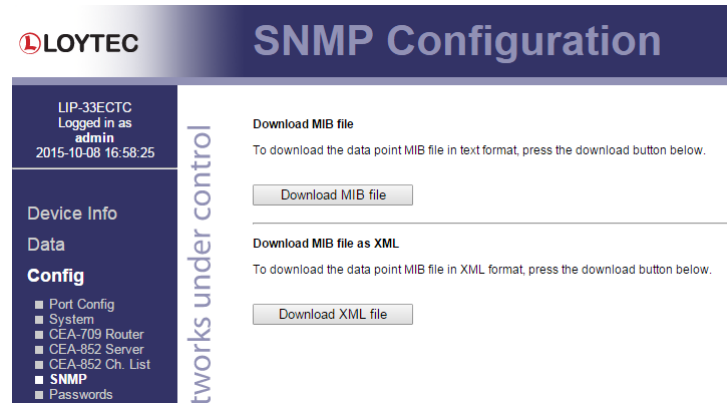 LOYTEC
SNMP Configuration
LIP-33ECTC
Logged in as
admin
2015-10-08 16:58:25
Device Info
Data
Config
Port Config
System
CEA-709 Router
CEA-852 Server
CEA-852 Ch. List
SNMP
Passwords
tworks under control
Download MIB file
To download the data point MIB file in text format, press the download button below.
Download MIB file
Download MIB file as XML
To download the data point MIB file in XML format, press the download button below.
Download XML file